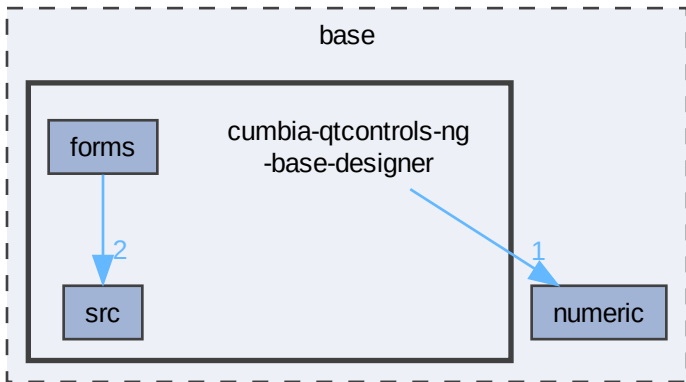 base
forms
cumbia-qtcontrols-ng
-base-designer
2
1
src
numeric